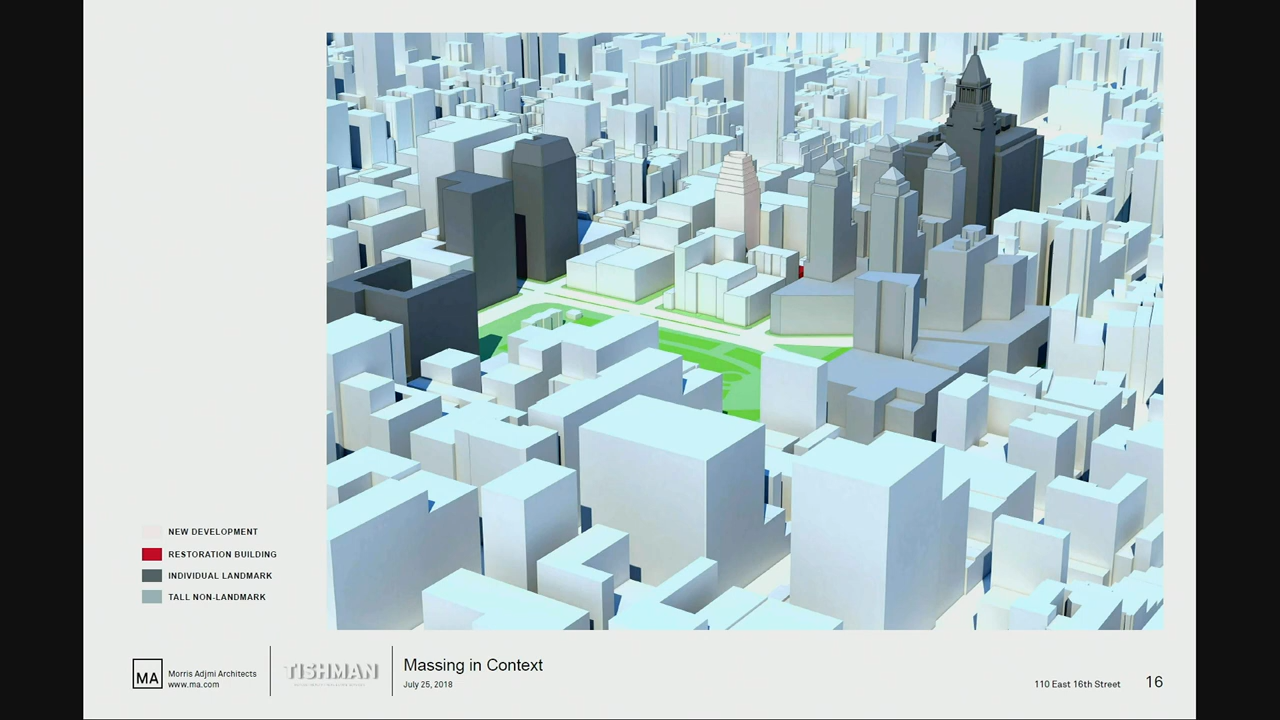 NEW DEVELOPMENT
RESTORATION BUILDING
INDIVIDUAL LANDMARK
TALL NON-LANDMARK
MA
Morris Adjmi Architects
www.ma.com
TISHMAN
Massing in Context
July 25, 2018
110 East 16th Street
16